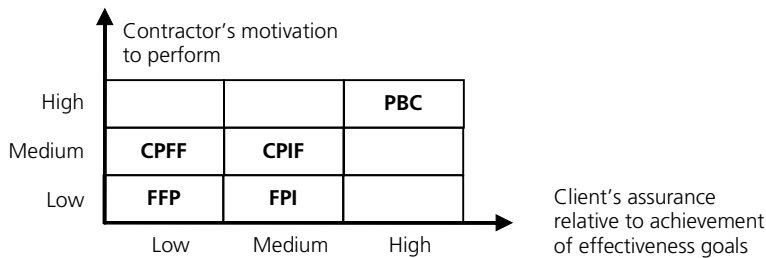 Contractor's motivation
to perform
High
PBC
Medium
CPFF
CPIF
Low
FFP
FPI
Client's assurance
relative to achievement
of effectiveness goals
Low
Medium
High